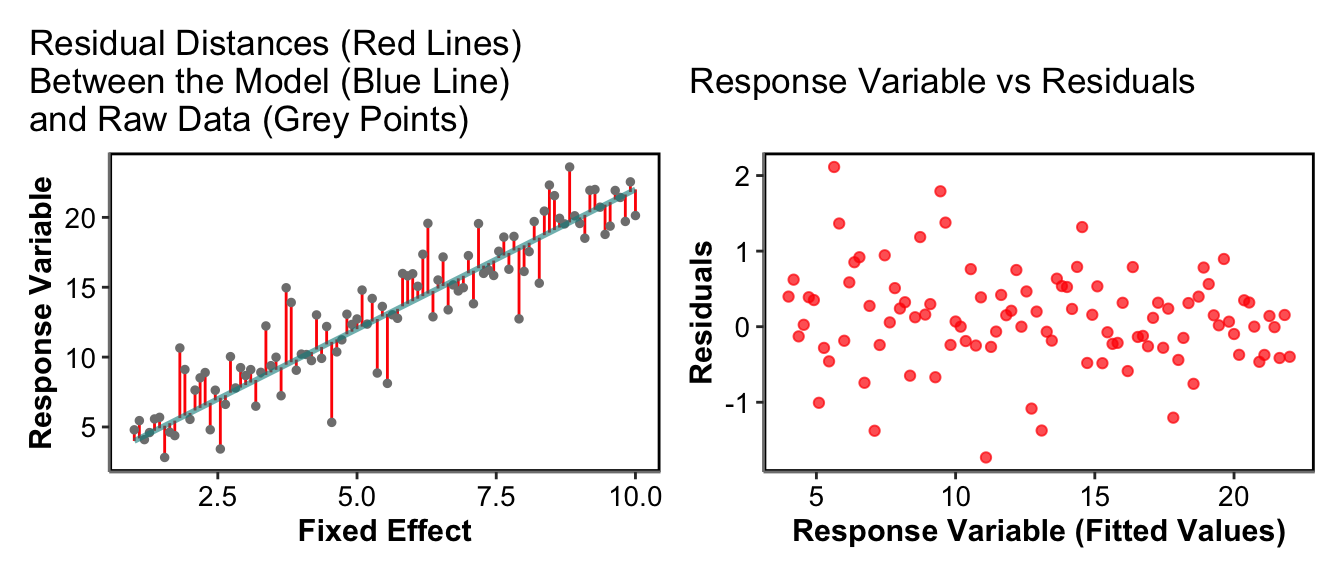 Residual Distances (Red Lines)
Between the Model (Blue Line)
and Raw Data (Grey Points)
Response Variable
20
15
10
5
2.5 5.0 7.5 10.0
Fixed Effect
Response Variable vs Residuals
Residuals
2
1
0
-1
5 10 15 20
Response Variable (Fitted Values)